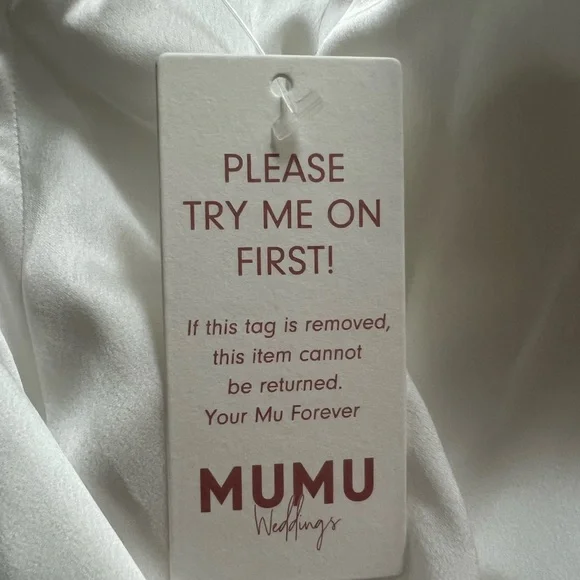 PLEASE
TRY ME ON
FIRST!
If this tag is removed,
this item cannot
be returned.
Your Mu Forever
MUMU
Weddings